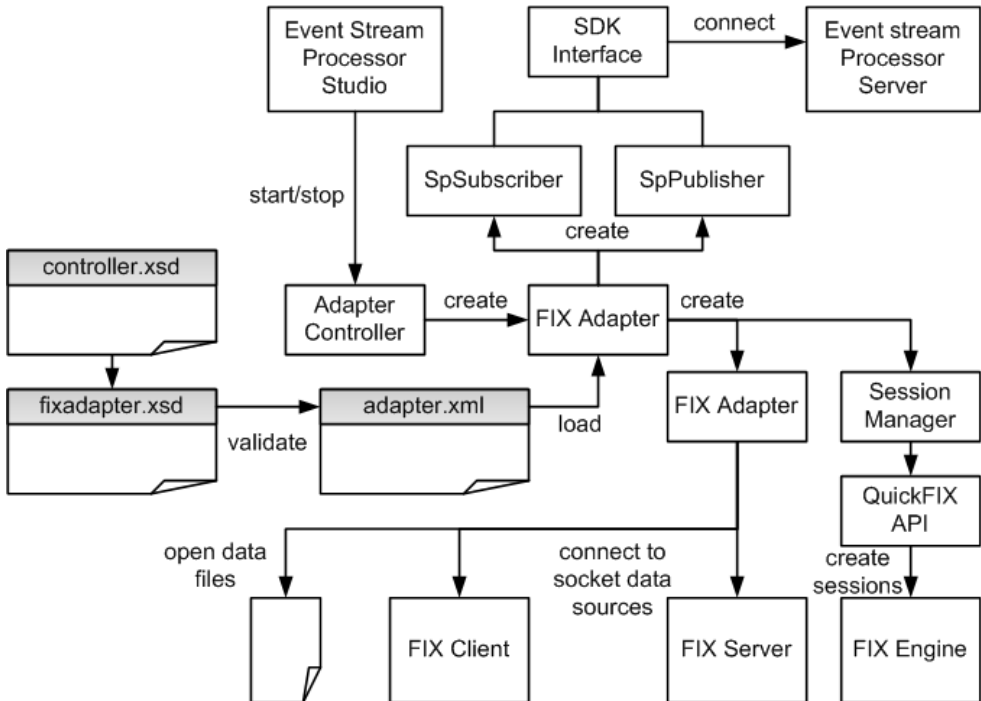 Event Stream
Processor
Studio
SDK
Interface
connect
Event stream
Processor
Server
SpSubscriber
SpPublisher
start/stop
create
controller.xsd
Adapter
Controller
create
FIX Adapter
create
fixadapter.xsd
validate
adapter.xml
load
FIX Adapter
Session
Manager
QuickFIX
API
open data
files
connect to
socket data
sources
create
sessions
FIX Client
FIX Server
FIX Engine